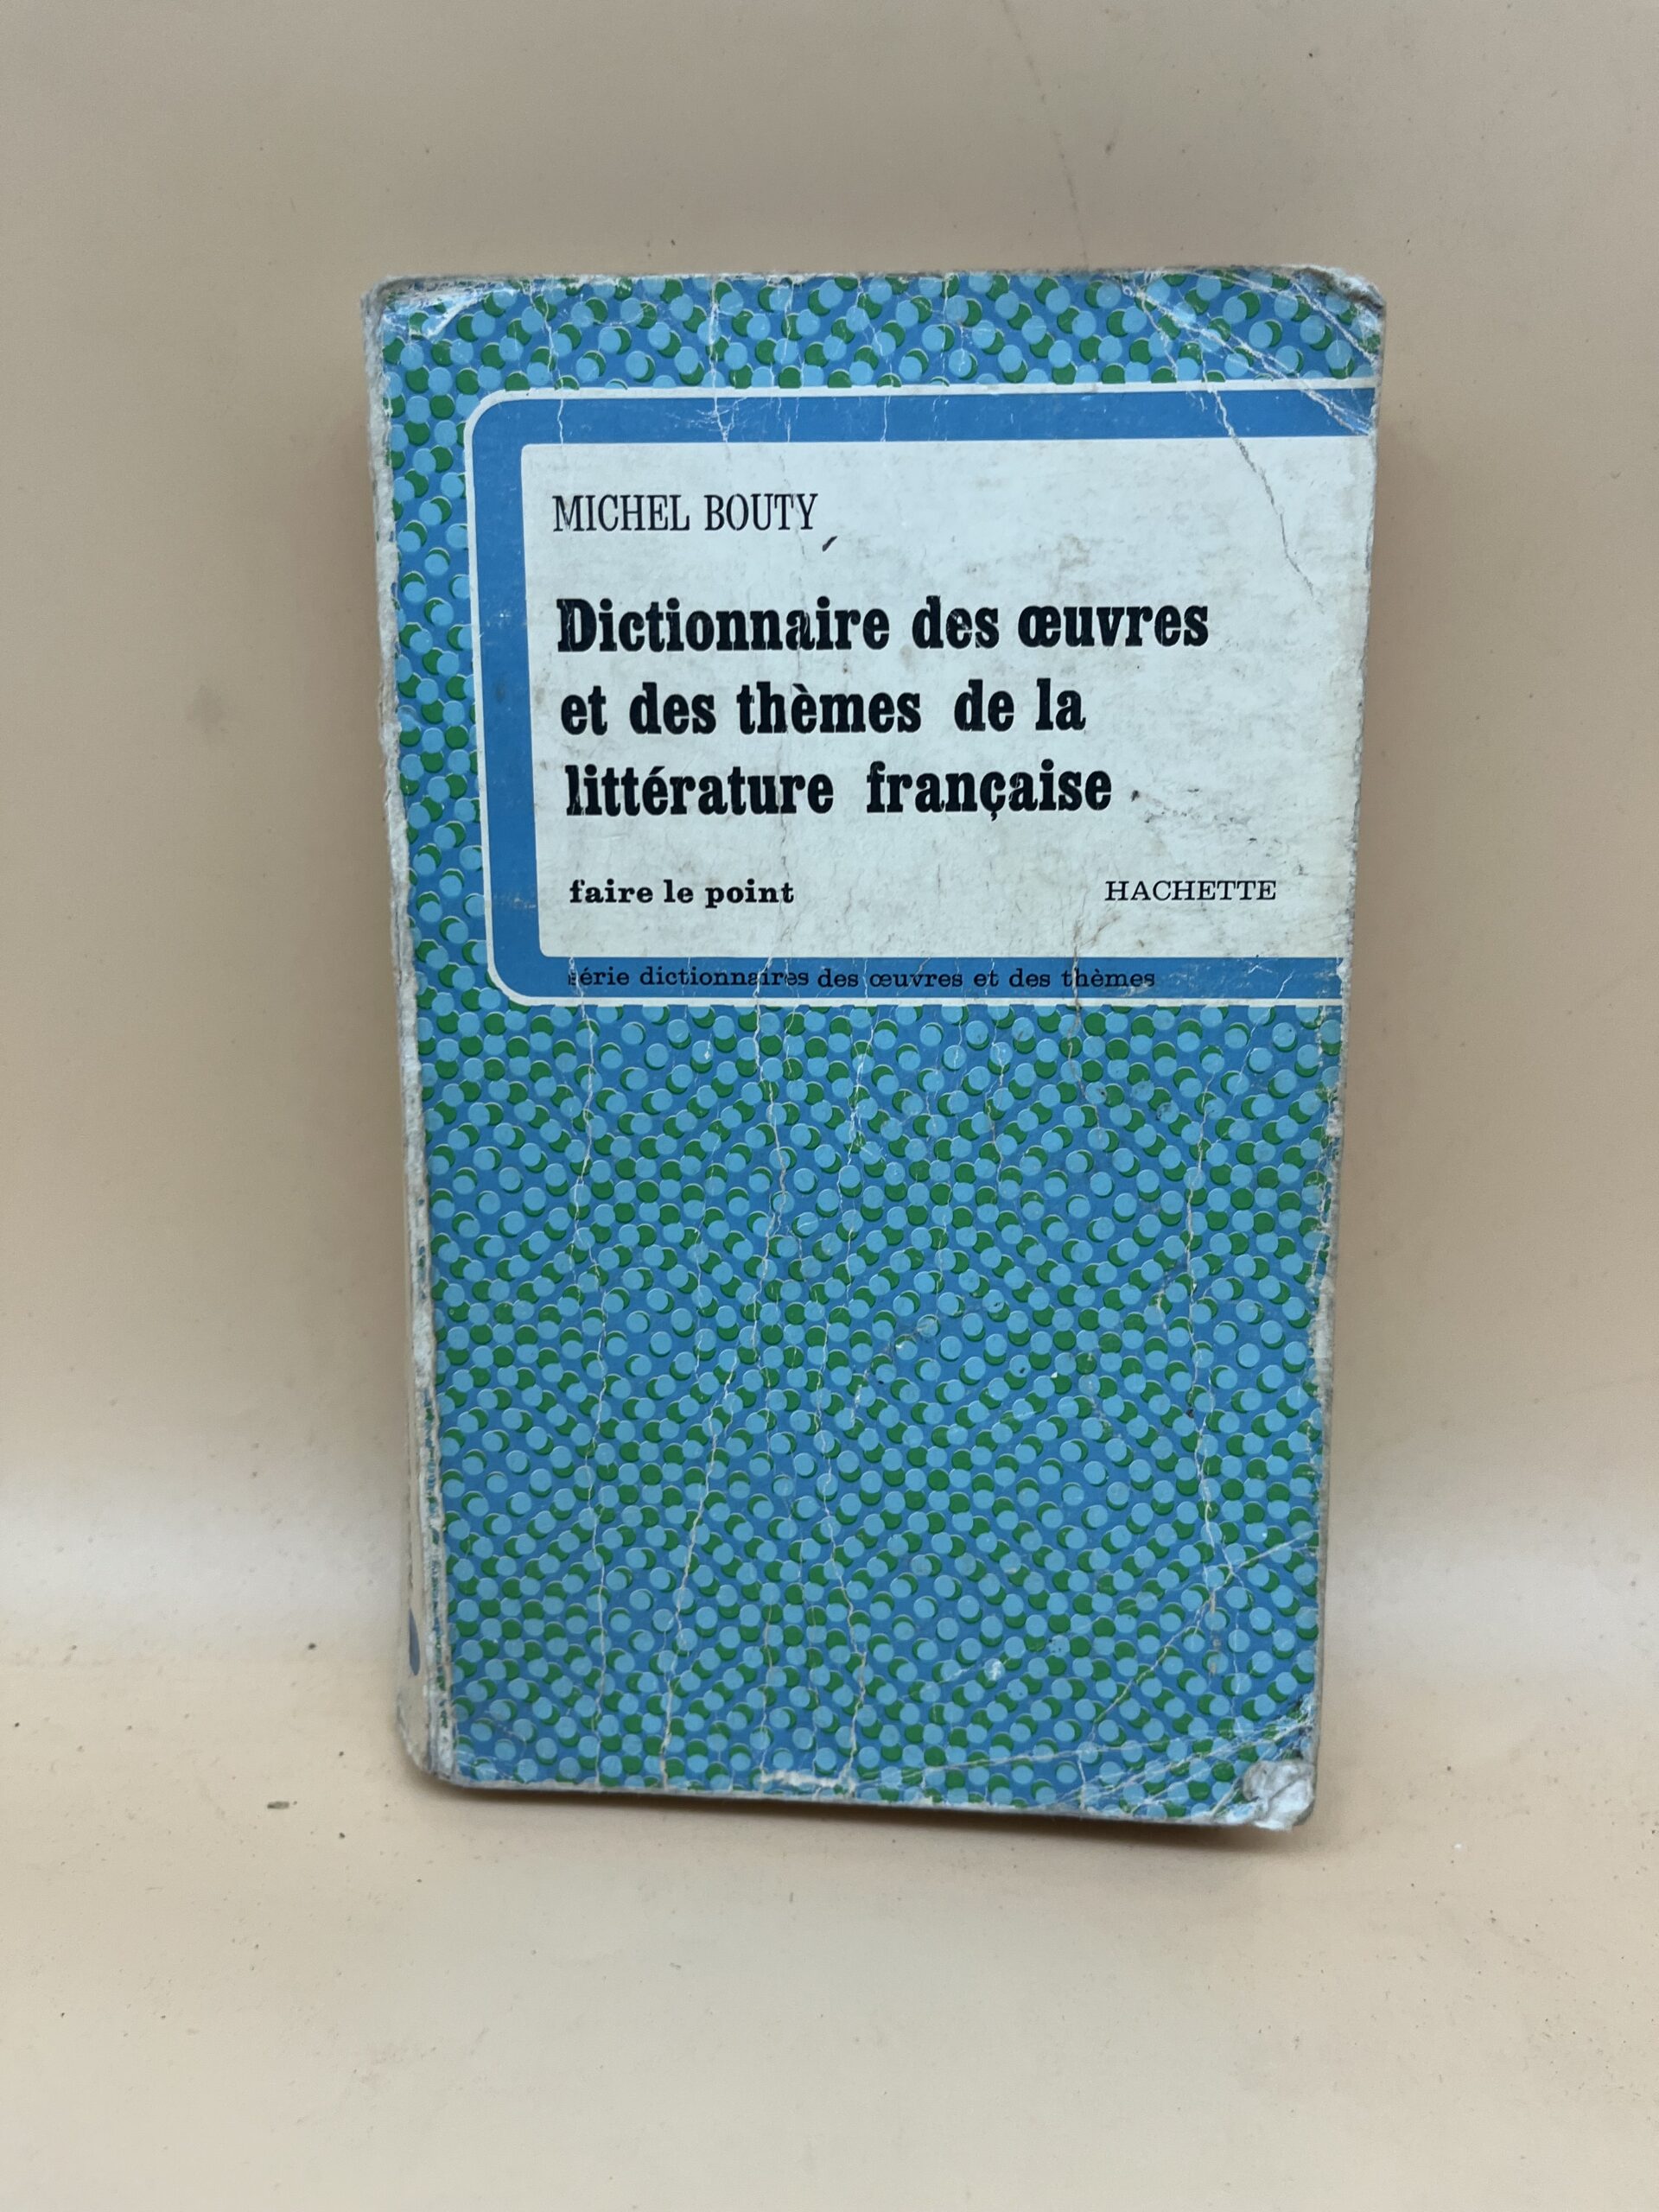 MICHEL BOUTY
Dictionnaire des œuvres
et des thèmes de la
littérature française
faire le point HACHETTE
série dictionnaires des œuvres et des thèmes